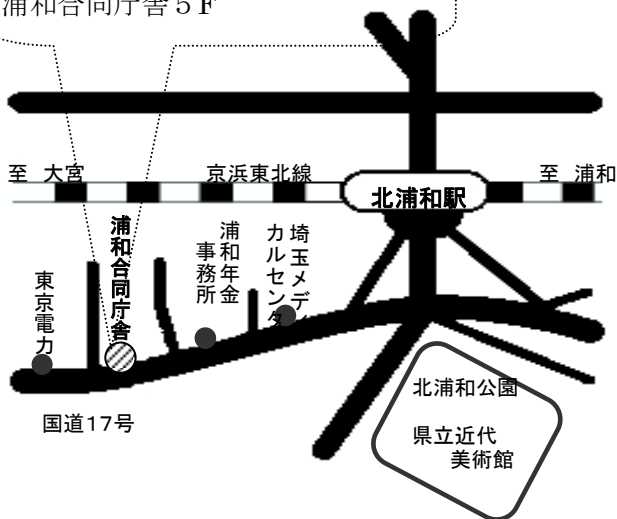 浦和合同庁舎5F
至 大宮
京浜東北線
至 浦和
北浦和駅
埼玉メディ
カルセンタ
浦和年金
事務所
浦和合同庁舎
東京電力
国道17号
北浦和公園
県立近代
美術館